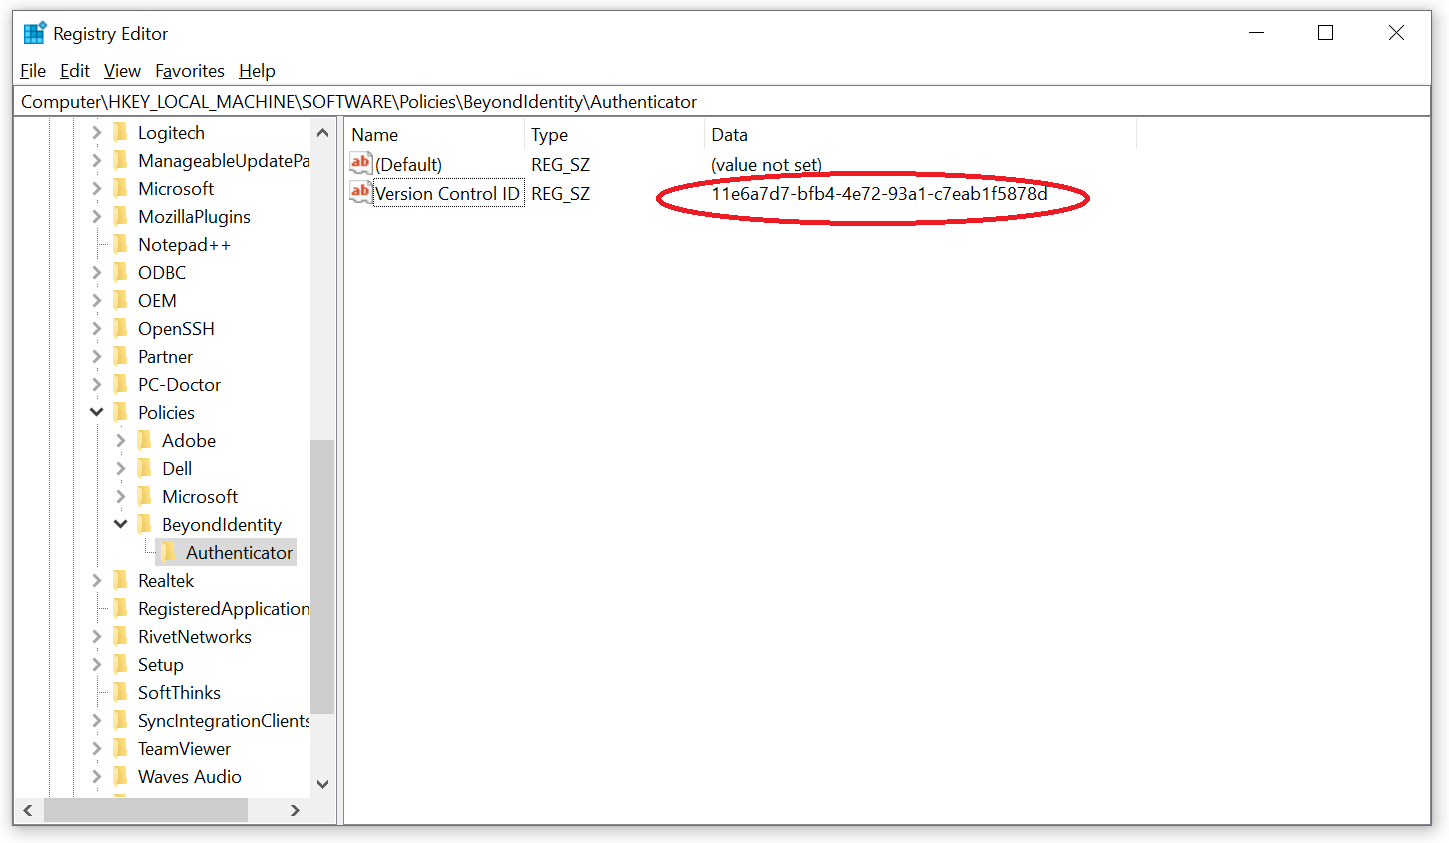 Registry Editor
File Edit View Favorites Help
Computer\HKEY_LOCAL_MACHINE\SOFTWARE\Policies\BeyondIdentity\Authenticator
Logitech
ManageableUpdatePa
Microsoft
MozillaPlugins
Notepad++
ODBC
OEM
OpenSSH
Partner
PC-Doctor
Policies
Adobe
Dell
Microsoft
BeyondIdentity
Authenticator
Realtek
RegisteredApplication
RivetNetworks
Setup
SoftThinks
SyncIntegrationClients
TeamViewer
Waves Audio
Name Type Data
ab (Default) REG_SZ (value not set)
ab Version Control ID REG_SZ 11e6a7d7-bfb4-4e72-93a1-c7eab1f5878d